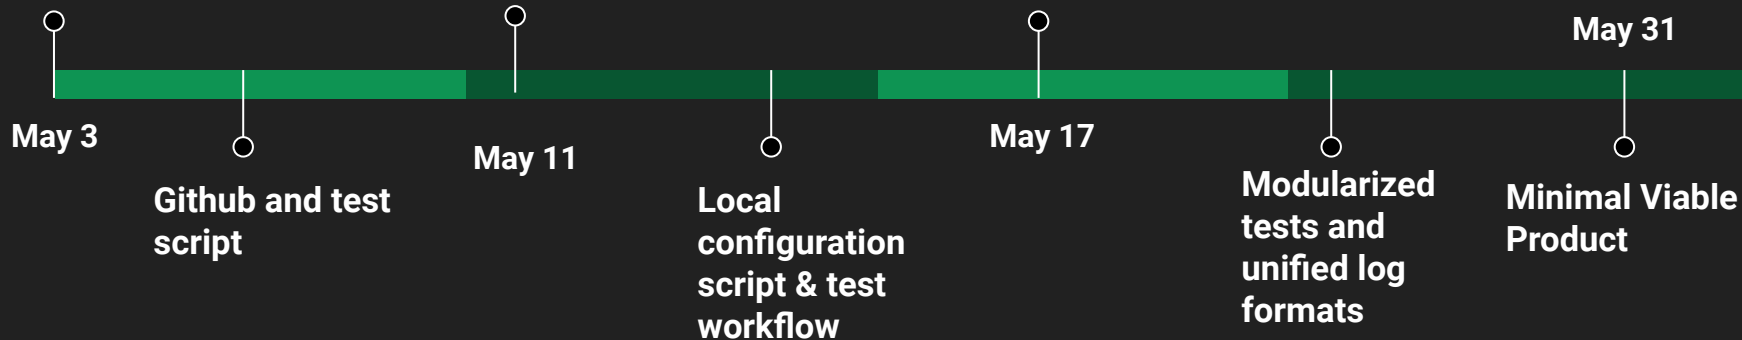 May 3
Github and test
script
May 11
Local
configuration
script & test
workflow
May 17
Modularized
tests and
unified log
formats
May 31
Minimal Viable
Product